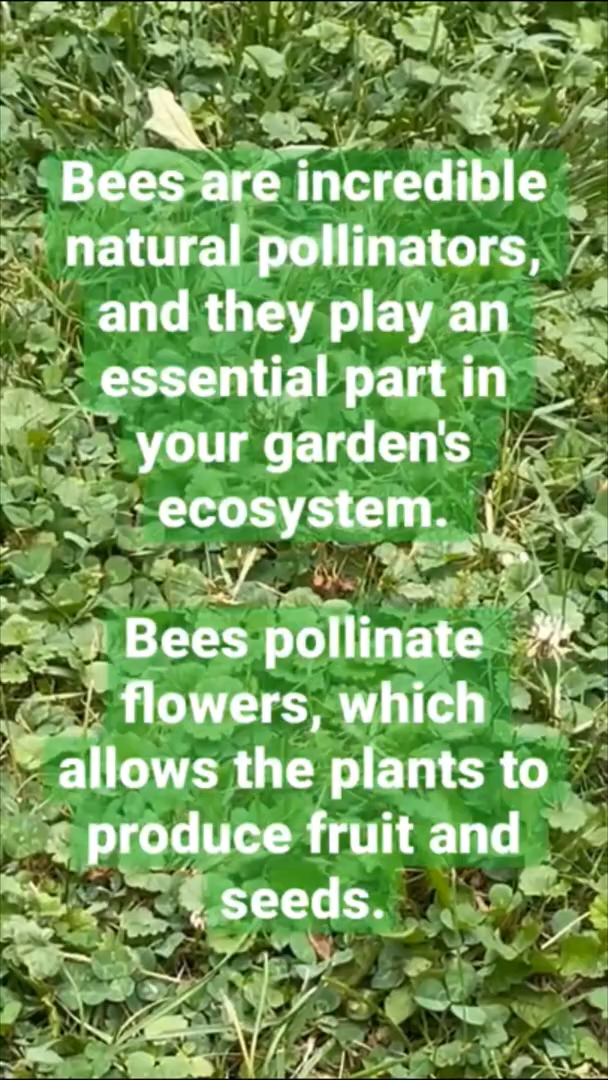 Bees are incredible
natural pollinators,
and they play an
essential part in
your garden's
ecosystem.
Bees pollinate
flowers, which
allows the plants to
produce fruit and
seeds.